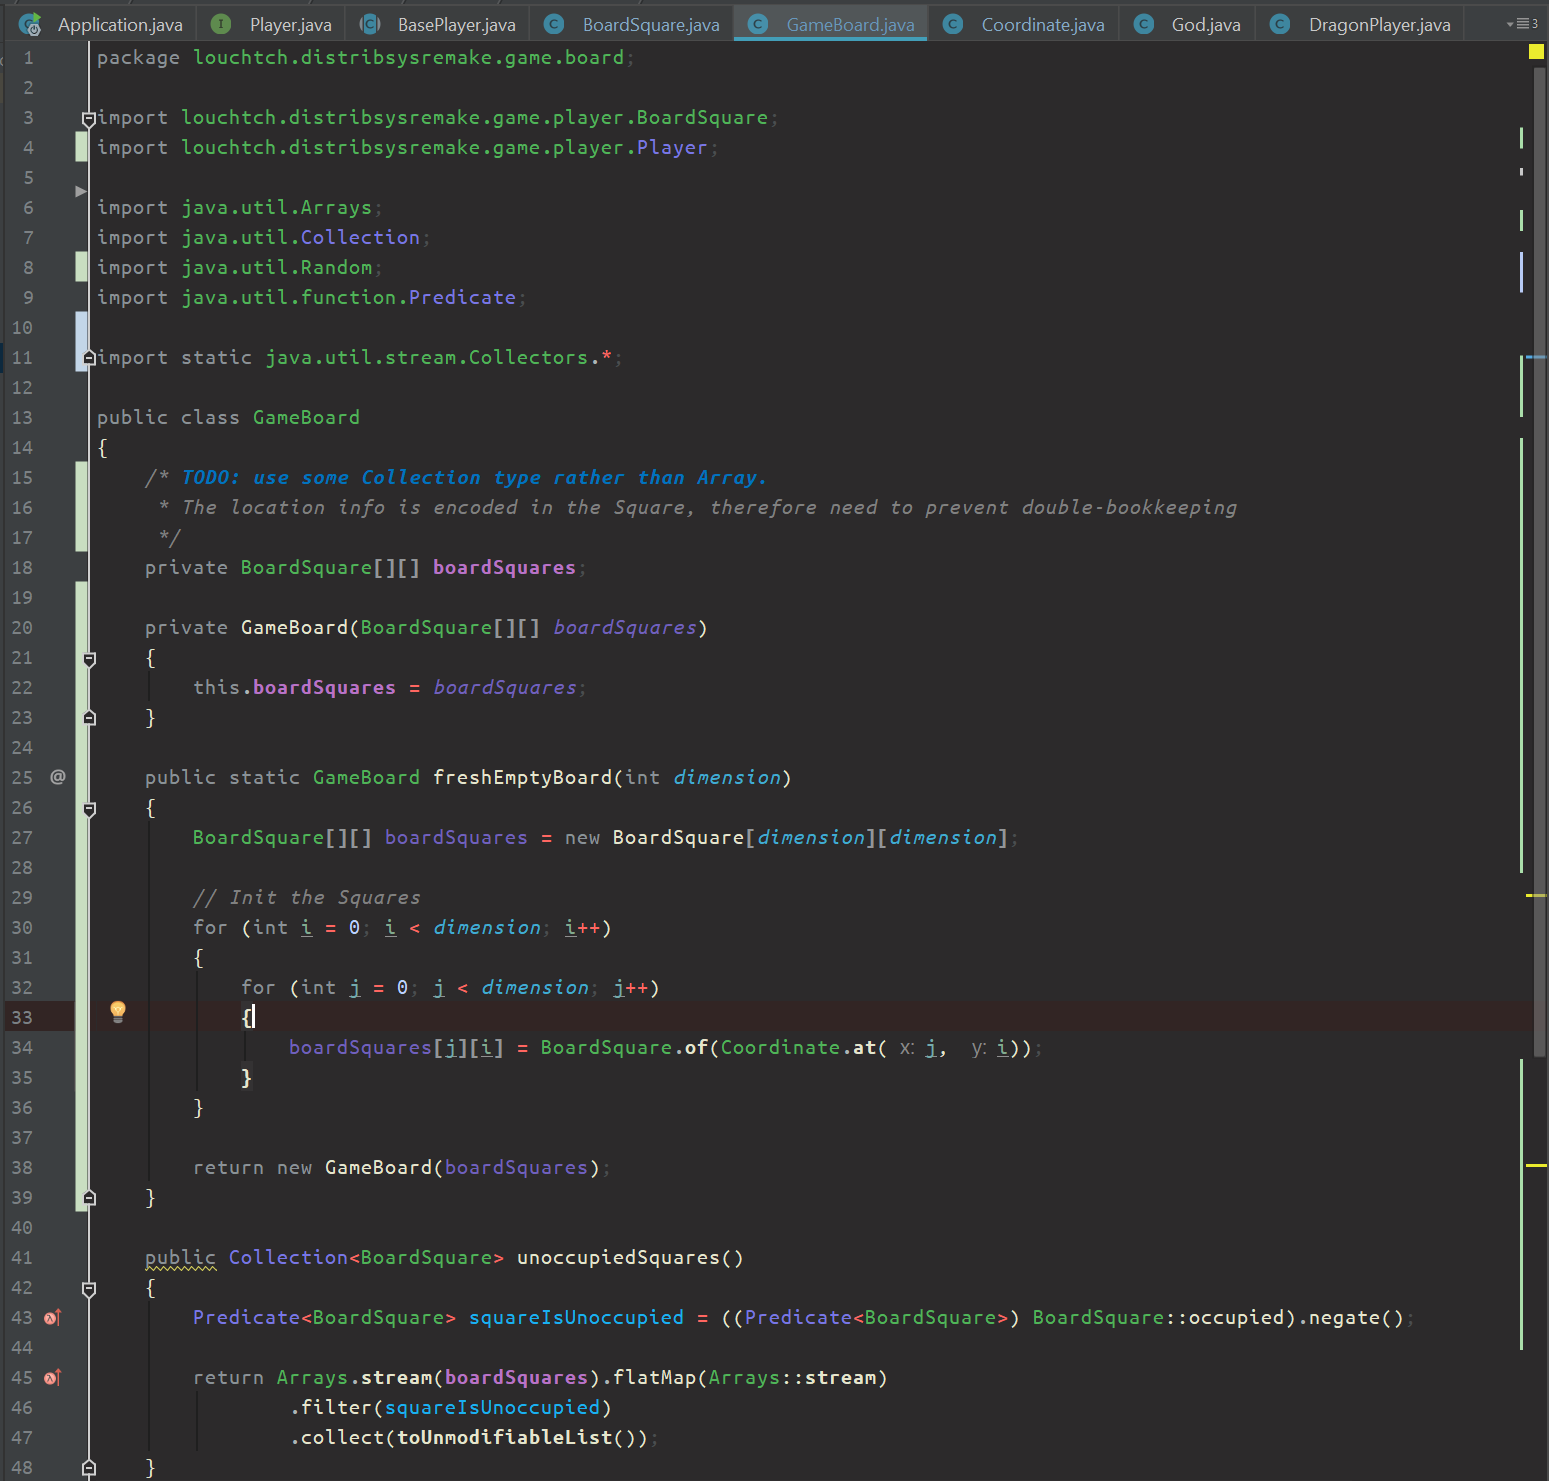 Application.java Player.java BasePlayer.java BoardSquare.java GameBoard.java Coordinate.java God.java DragonPlayer.java 3
1 package louchtch.distribsysremake.game.board;
2
3 import louchtch.distribsysremake.game.player.BoardSquare;
4 import louchtch.distribsysremake.game.player.Player;
5
6 import java.util.Arrays;
7 import java.util.Collection;
8 import java.util.Random;
9 import java.util.function.Predicate;
10
11 import static java.util.stream.Collectors.*;
12
13 public class GameBoard
14 {
15     /* TODO: use some Collection type rather than Array.
16      * The location info is encoded in the Square, therefore need to prevent double-bookkeeping
17      */
18     private BoardSquare[][] boardSquares;
19
20     private GameBoard(BoardSquare[][] boardSquares)
21     {
22         this.boardSquares = boardSquares;
23     }
24
25 @     public static GameBoard freshEmptyBoard(int dimension)
26     {
27         BoardSquare[][] boardSquares = new BoardSquare[dimension][dimension];
28
29         // Init the Squares
30         for (int i = 0; i < dimension; i++)
31         {
32             for (int j = 0; j < dimension; j++)
33             {
34                 boardSquares[j][i] = BoardSquare.of(Coordinate.at( x: j,  y: i));
35             }
36         }
37
38         return new GameBoard(boardSquares);
39     }
40
41     public Collection<BoardSquare> unoccupiedSquares()
42     {
43         Predicate<BoardSquare> squareIsUnoccupied = ((Predicate<BoardSquare>) BoardSquare::occupied).negate();
44
45         return Arrays.stream(boardSquares).flatMap(Arrays::stream)
46                 .filter(squareIsUnoccupied)
47                 .collect(toUnmodifiableList());
48     }